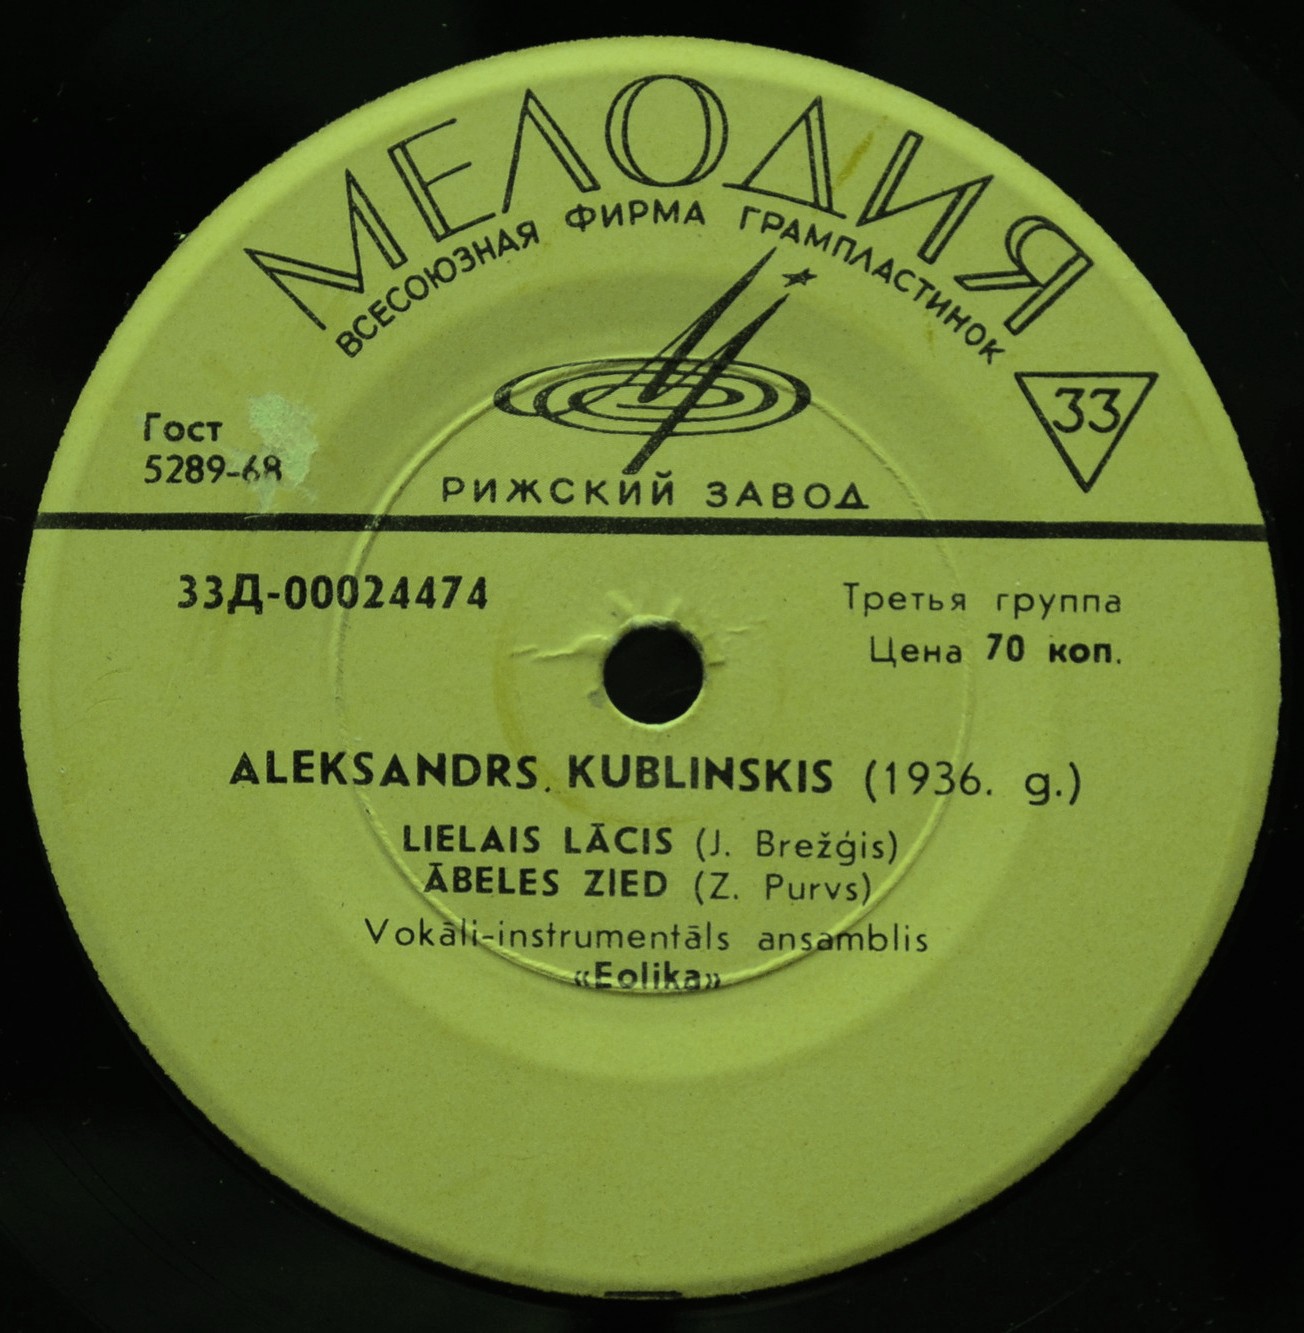 МЕЛОДИЯ
ВСЕСОЮЗНАЯ ФИРМА ГРАМПЛАСТИНОК
33
Гост
5289-68
РИЖСКИЙ ЗАВОД
33Д-00024474
Третья группа
Цена 70 коп.
ALEKSANDRS KUBLINSKIS (1936. g.)
LIELAIS LĀCIS (J. Brežģis)
ĀBELES ZIED (Z. Purvs)
Vokāli-instrumentāls ansamblis
«Eolika»